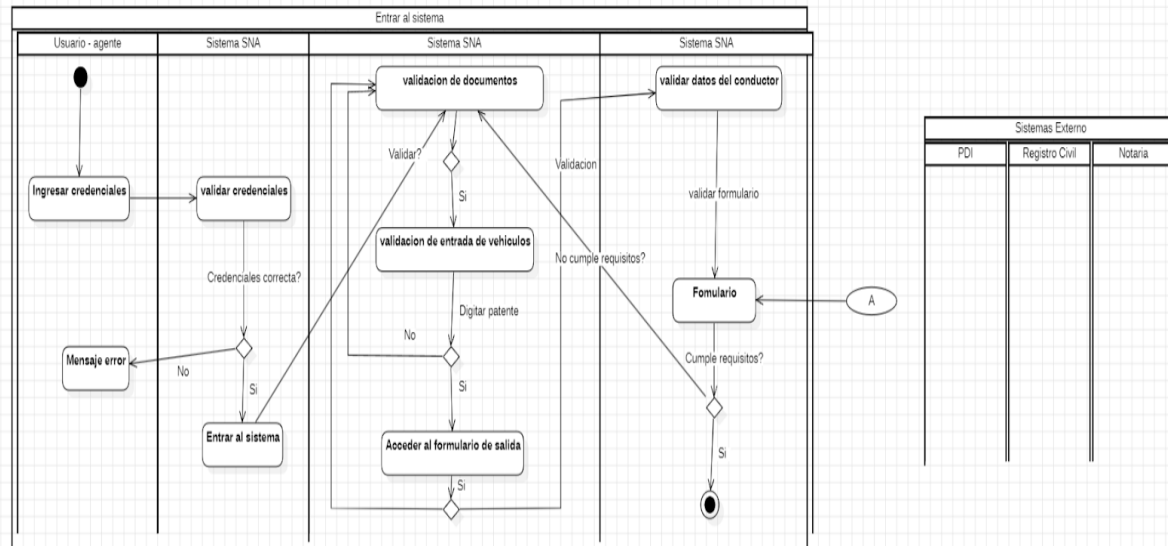 Entrar al sistema
Usuario - agente
Sistema SNA
Sistema SNA
Sistema SNA
validacion de documentos
validar datos del conductor
Sistemas Externo
PDI
Registro Civil
Notaria
Validar?
Validacion
Ingresar credenciales
validar credenciales
Si
validar formulario
validacion de entrada de vehiculos
No cumple requisitos?
Credenciales correcta?
Fomulario
A
Digitar patente
No
Mensaje error
Cumple requisitos?
No
Si
Si
Entrar al sistema
Acceder al formulario de salida
Si
Si